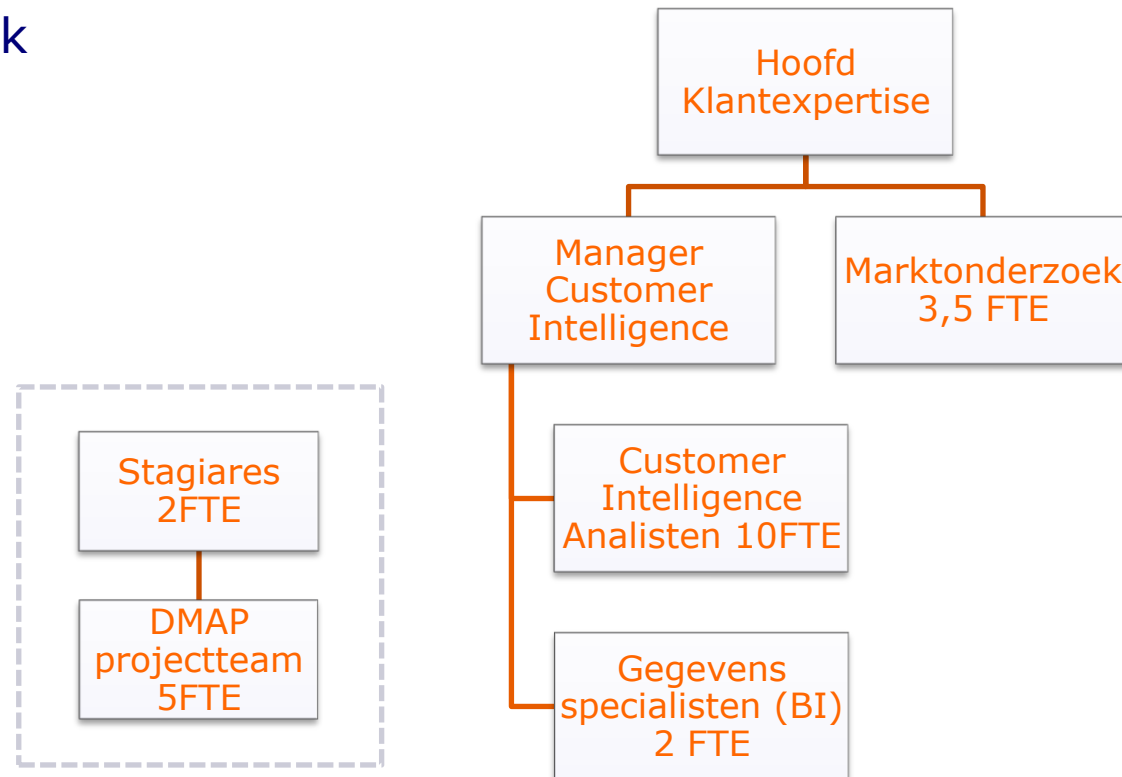 k
Hoofd
Klantexpertise
Manager
Customer
Intelligence
Marktonderzoek
3,5 FTE
Stagiares
2FTE
DMAP
projectteam
5FTE
Customer
Intelligence
Analisten 10FTE
Gegevens
specialisten (BI)
2 FTE